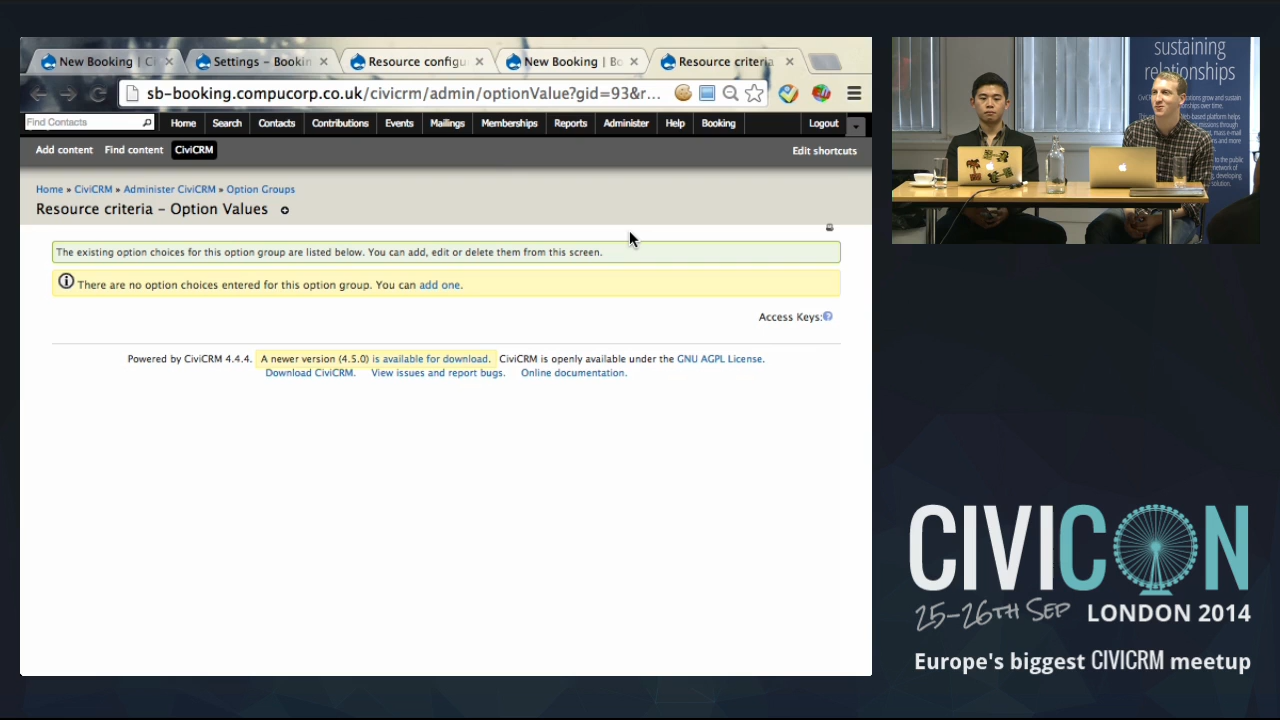 New Booking | Ci
Settings – Bookin
Resource configu
New Booking | Bo
Resource criteria
sb-booking.compucorp.co.uk/civicrm/admin/optionValue?gid=93&r...
Find Contacts
Home
Search
Contacts
Contributions
Events
Mailings
Memberships
Reports
Administer
Help
Booking
Logout
Add content
Find content
CiviCRM
Edit shortcuts
Home » CiviCRM » Administer CiviCRM » Option Groups
Resource criteria – Option Values
The existing option choices for this option group are listed below. You can add, edit or delete them from this screen.
There are no option choices entered for this option group. You can add one.
Access Keys:
Powered by CiviCRM 4.4.4. A newer version (4.5.0) is available for download. CiviCRM is openly available under the GNU AGPL License.
Download CiviCRM. View issues and report bugs. Online documentation.
sustaining
relationships
CIVICON
25-26TH SEP LONDON 2014
Europe's biggest CIVICRM meetup